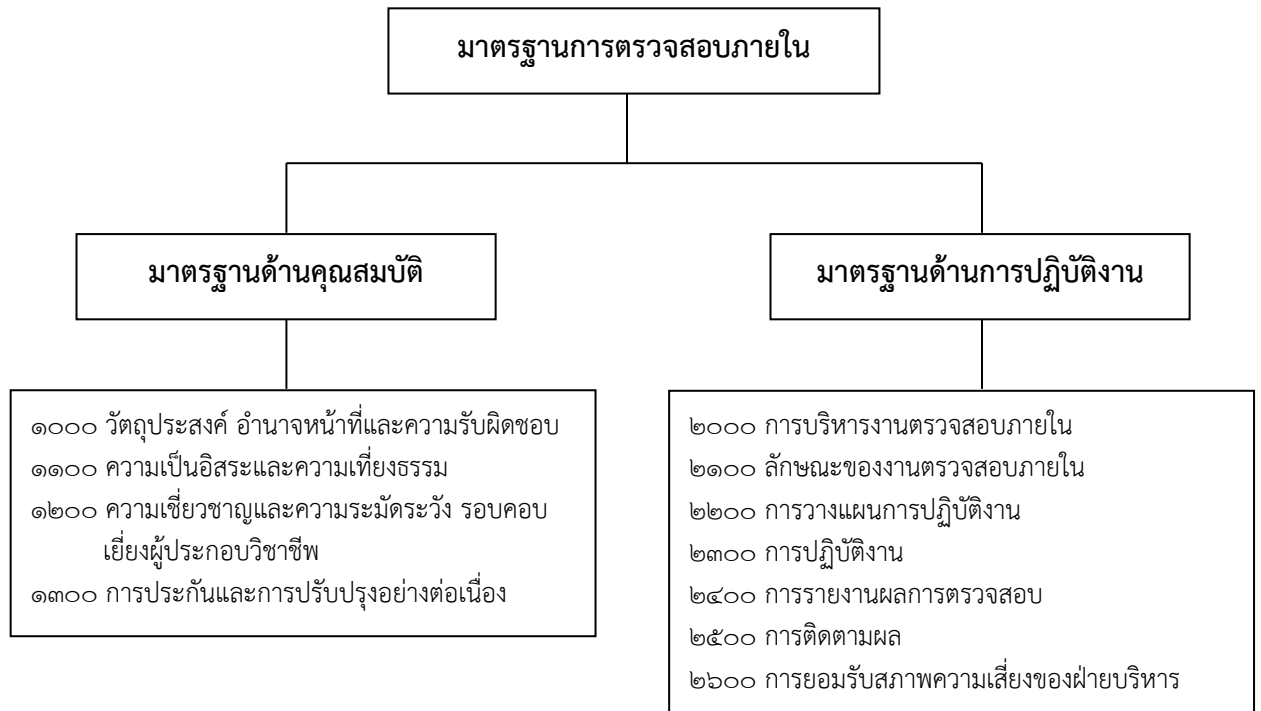 มาตรฐานการตรวจสอบภายใน
มาตรฐานด้านคุณสมบัติ
๑๐๐๐ วัตถุประสงค์ อำนาจหน้าที่และความรับผิดชอบ
๑๑๐๐ ความเป็นอิสระและความเที่ยงธรรม
๑๒๐๐ ความเชี่ยวชาญและความระมัดระวัง รอบคอบ
เยี่ยงผู้ประกอบวิชาชีพ
๑๓๐๐ การประกันและการปรับปรุงอย่างต่อเนื่อง
มาตรฐานด้านการปฏิบัติงาน
๒๐๐๐ การบริหารงานตรวจสอบภายใน
๒๑๐๐ ลักษณะของงานตรวจสอบภายใน
๒๒๐๐ การวางแผนการปฏิบัติงาน
๒๓๐๐ การปฏิบัติงาน
๒๔๐๐ การรายงานผลการตรวจสอบ
๒๕๐๐ การติดตามผล
๒๖๐๐ การยอมรับสภาพความเสี่ยงของฝ่ายบริหาร